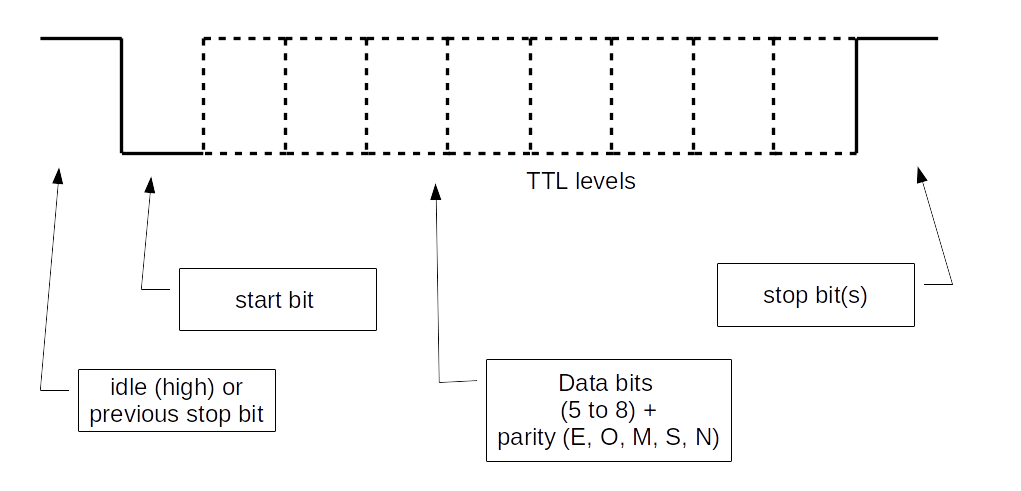 TTL levels
start bit
stop bit(s)
idle (high) or
previous stop bit
Data bits
(5 to 8) +
parity (E, O, M, S, N)